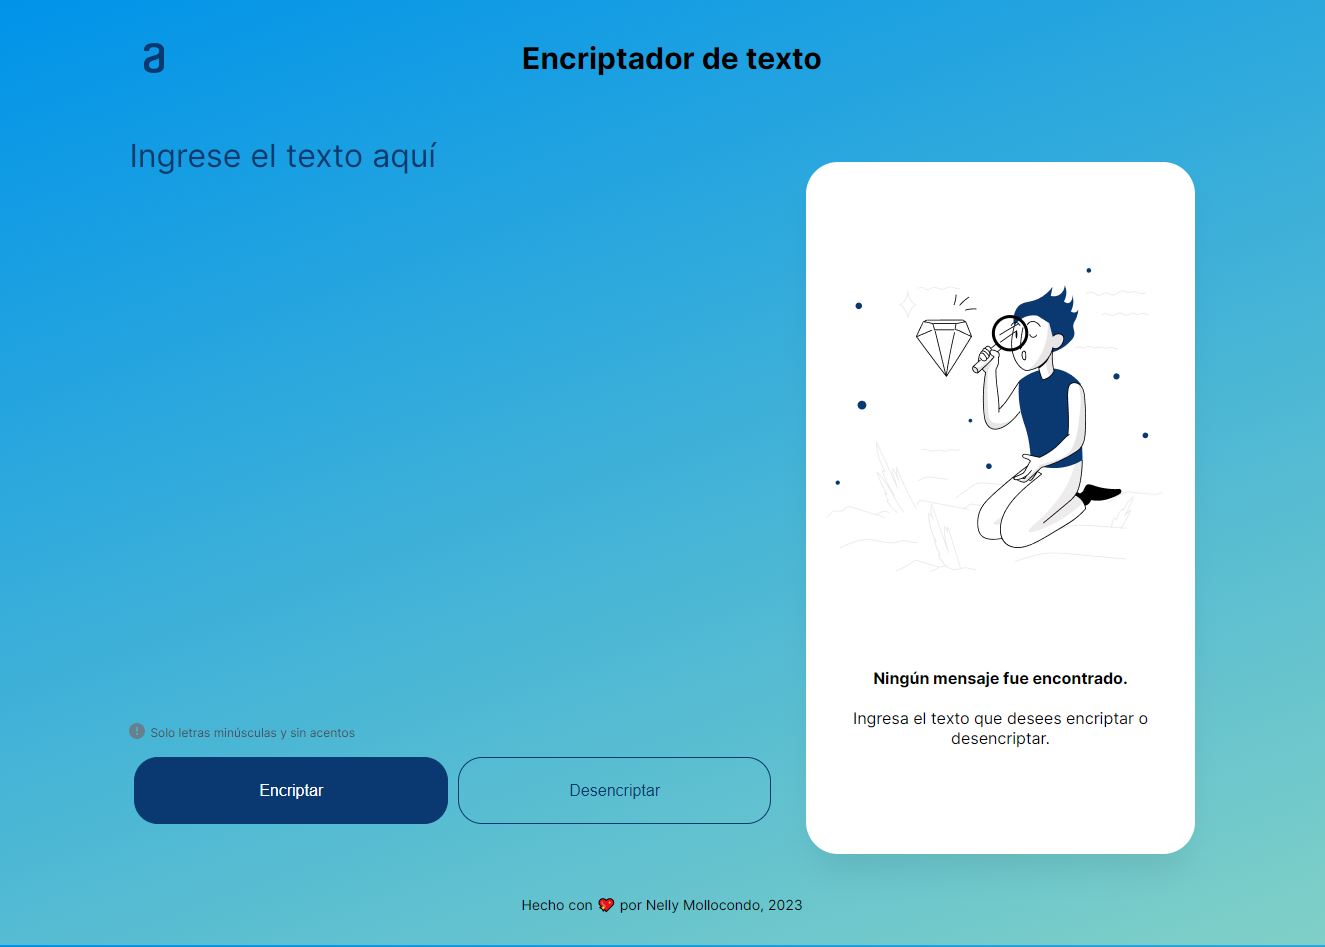 a
Encriptador de texto
Ingrese el texto aquí
Ningún mensaje fue encontrado.
Ingresa el texto que desees encriptar o
desencriptar.
! Solo letras minúsculas y sin acentos
Encriptar
Desencriptar
Hecho con 💘 por Nelly Mollocondo, 2023